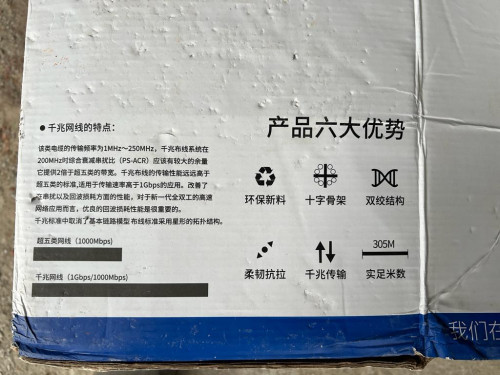 ●千兆网线的特点：
该类电缆的传输频率为1MHz～250MHz，千兆布线系统在
200MHz时综合衰减串扰比（PS-ACR）应该有较大的余量
它提供2倍于超五类的带宽。千兆布线的传输性能远远高于
超五类的标准,适用于传输速率高于1Gbps的应用。改善了
在串扰以及回波损耗方面的性能，对于新一代全双工的高速
网络应用而言，优良的回波损耗性能是很重要的。
千兆标准中取消了基本链路模型布线标准采用星形的拓扑结构。
超五类网线（1000Mbps）
千兆网线（1Gbps/1000Mbps）
产品六大优势
环保新料 十字骨架 双绞结构
305M
柔韧抗拉 千兆传输 实足米数
我们在